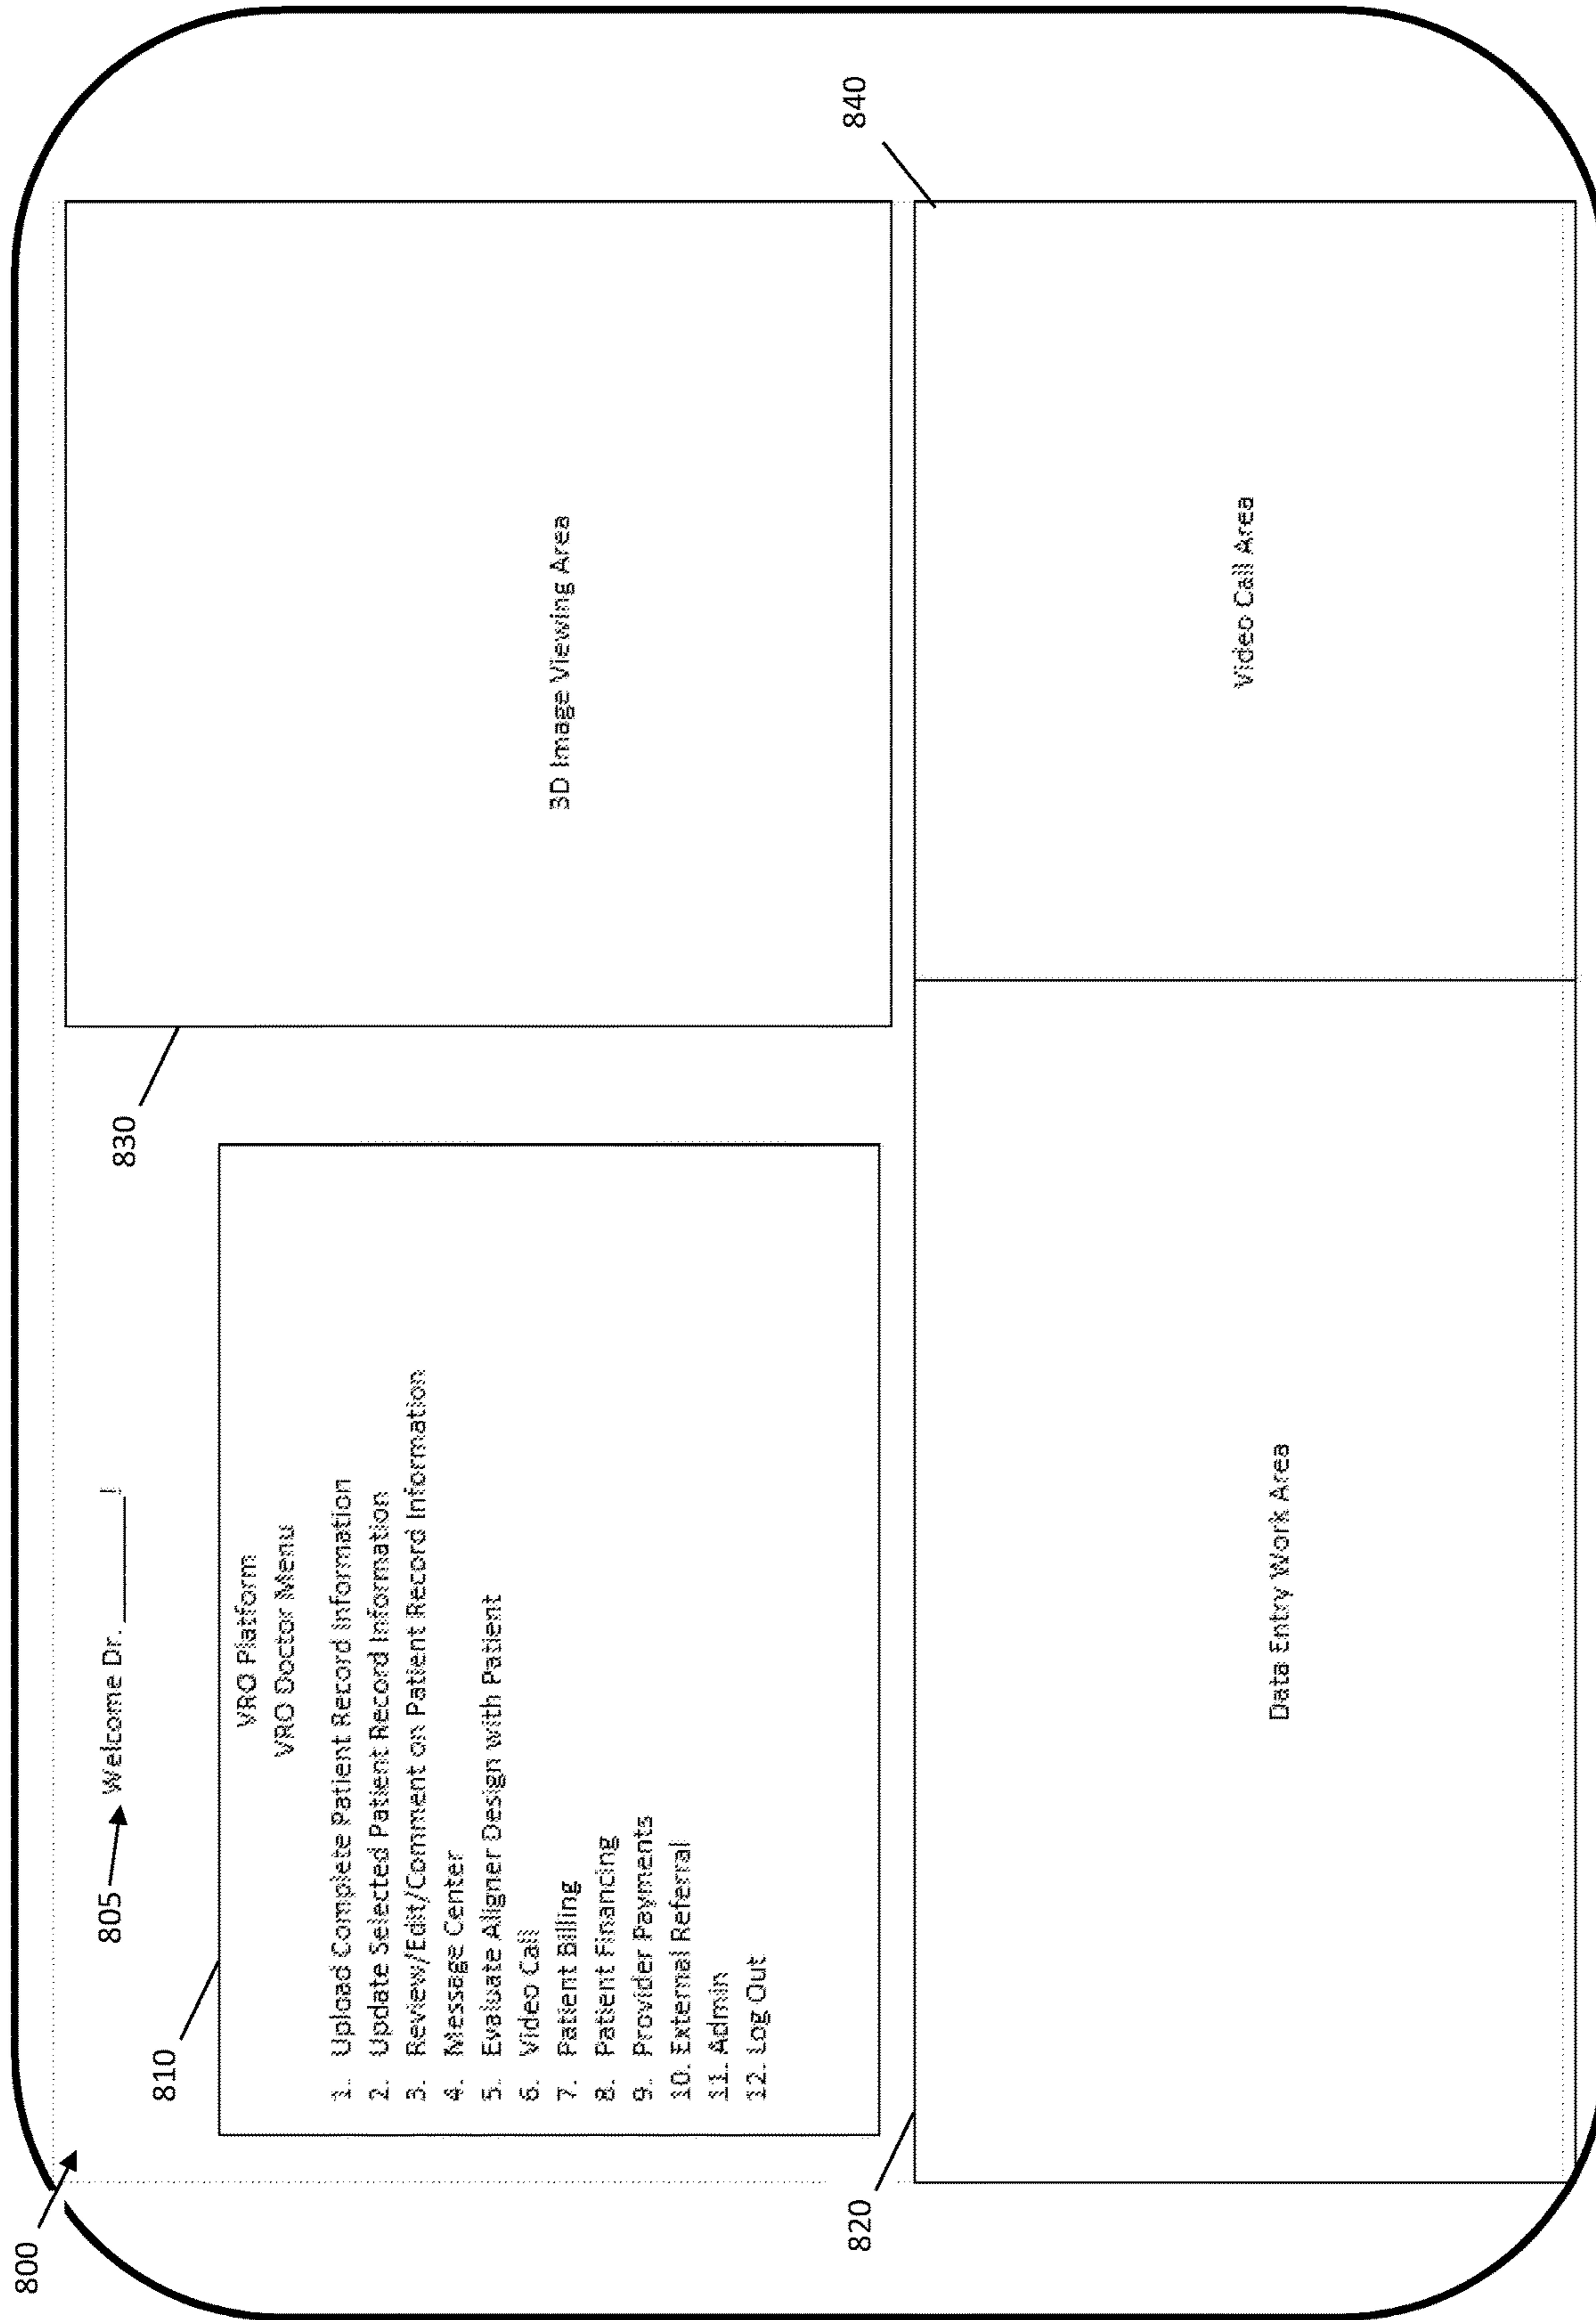 800
805
Welcome Dr. ________!
810
VRO Platform
VRO Doctor Menu
1. Upload Complete Patient Record Information
2. Update Selected Patient Record Information
3. Review/Edit/Comment on Patient Record Information
4. Message Center
5. Evaluate Aligner Design with Patient
6. Video Call
7. Patient Billing
8. Patient Financing
9. Provider Payments
10. External Referral
11. Admin
12. Log Out
830
3D Image Viewing Area
820
Data Entry Work Area
840
Video Call Area